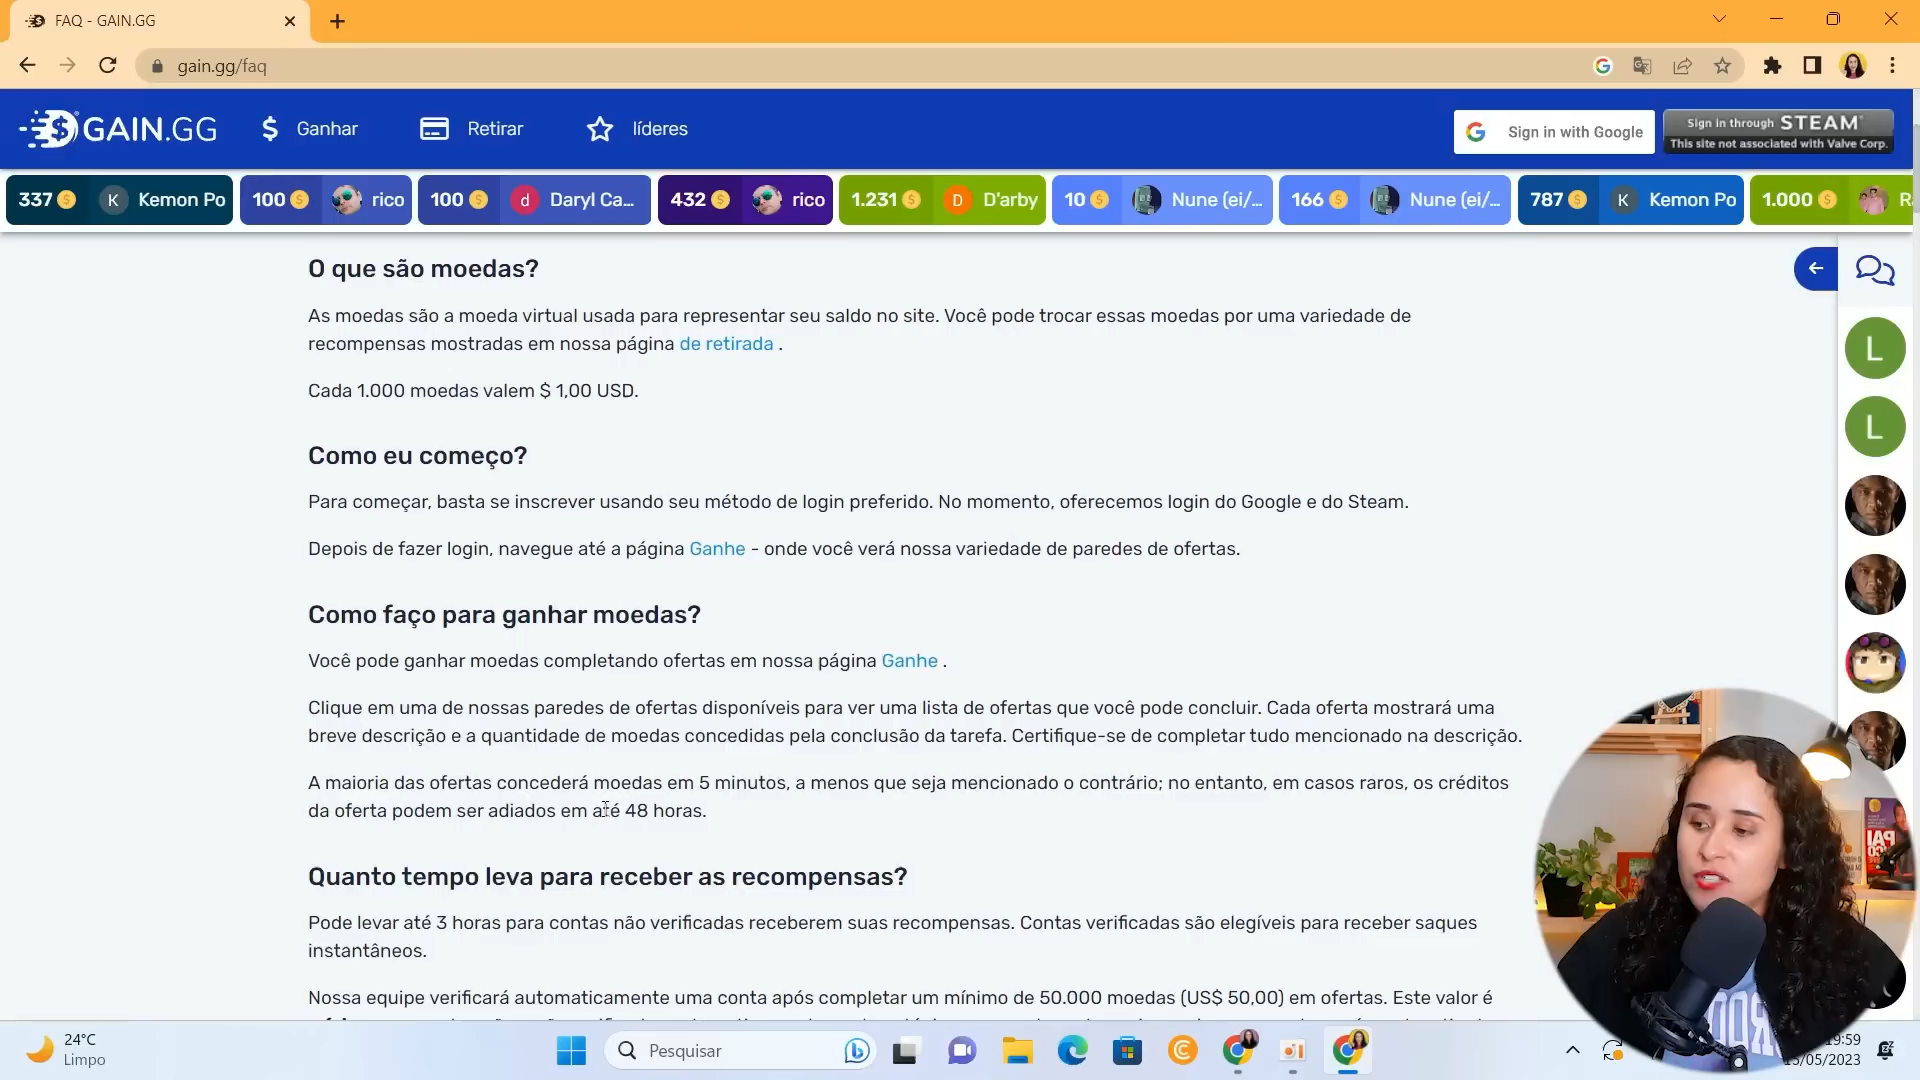 FAQ - GAIN.GG
gain.gg/faq
GAIN.GG
Ganhar
Retirar
líderes
Sign in with Google
Sign in through STEAM
This site not associated with Valve Corp.
337 K Kemon Po
100 rico
100 d Daryl Ca...
432 rico
1.231 D D'arby
10 Nune (ei/...
166 Nune (ei/...
787 K Kemon Po
1.000
O que são moedas?
As moedas são a moeda virtual usada para representar seu saldo no site. Você pode trocar essas moedas por uma variedade de
recompensas mostradas em nossa página de retirada .
Cada 1.000 moedas valem $ 1,00 USD.
Como eu começo?
Para começar, basta se inscrever usando seu método de login preferido. No momento, oferecemos login do Google e do Steam.
Depois de fazer login, navegue até a página Ganhe - onde você verá nossa variedade de paredes de ofertas.
Como faço para ganhar moedas?
Você pode ganhar moedas completando ofertas em nossa página Ganhe .
Clique em uma de nossas paredes de ofertas disponíveis para ver uma lista de ofertas que você pode concluir. Cada oferta mostrará uma
breve descrição e a quantidade de moedas concedidas pela conclusão da tarefa. Certifique-se de completar tudo mencionado na descrição.
A maioria das ofertas concederá moedas em 5 minutos, a menos que seja mencionado o contrário; no entanto, em casos raros, os créditos
da oferta podem ser adiados em até 48 horas.
Quanto tempo leva para receber as recompensas?
Pode levar até 3 horas para contas não verificadas receberem suas recompensas. Contas verificadas são elegíveis para receber saques
instantâneos.
Nossa equipe verificará automaticamente uma conta após completar um mínimo de 50.000 moedas (US$ 50,00) em ofertas. Este valor é
L
L
PAI
24°C
Limpo
Pesquisar
19:59
/05/2023